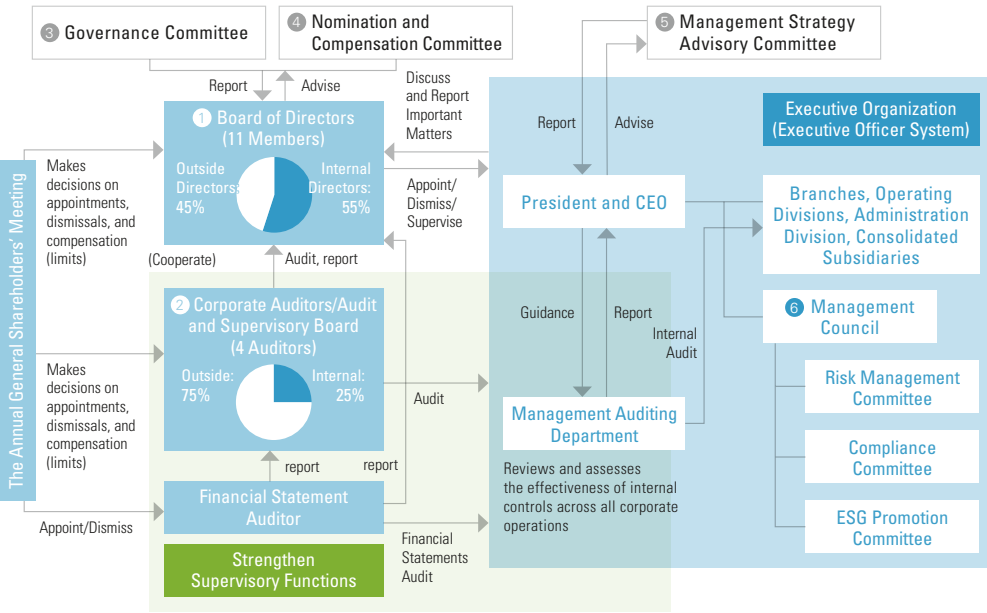 3 Governance Committee
4 Nomination and
Compensation Committee
5 Management Strategy
Advisory Committee
Report
Advise
Discuss
and Report
Important
Matters
Report
Advise
Executive Organization
(Executive Officer System)
1 Board of Directors
(11 Members)
Outside
Directors:
45%
Internal
Directors:
55%
The Annual General Shareholders' Meeting
Makes
decisions on
appointments,
dismissals, and
compensation
(limits)
Appoint/
Dismiss/
Supervise
President and CEO
Branches, Operating
Divisions, Administration
Division, Consolidated
Subsidiaries
(Cooperate)
Audit, report
2 Corporate Auditors/Audit
and Supervisory Board
(4 Auditors)
Outside:
75%
Internal:
25%
Guidance
Report
Internal
Audit
6 Management
Council
Makes
decisions on
appointments,
dismissals, and
compensation
(limits)
Audit
Risk Management
Committee
Management Auditing
Department
Reviews and assesses
the effectiveness of internal
controls across all corporate
operations
Compliance
Committee
report
report
Financial Statement
Auditor
Appoint/Dismiss
Financial
Statements
Audit
ESG Promotion
Committee
Strengthen
Supervisory Functions